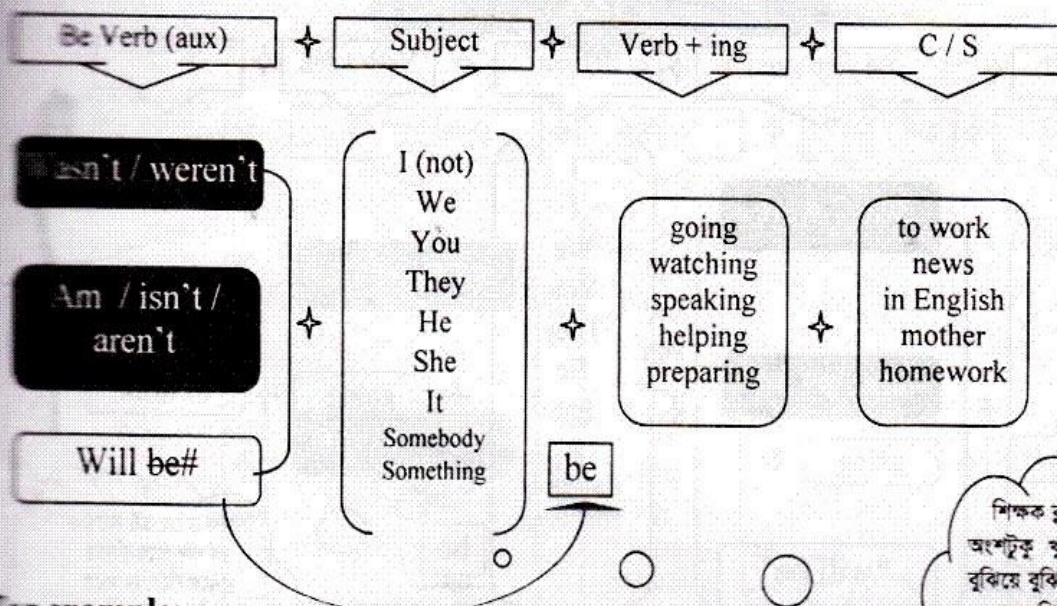 Be Verb (aux) Subject Verb + ing C / S
asn`t / weren`t
Am / isn`t /
aren`t
Will be#
I (not)
We
You
They
He
She
It
Somebody
Something
be
going
watching
speaking
helping
preparing
to work
news
in English
mother
homework
শিক্ষক
অংশটুকু
বুঝিয়ে